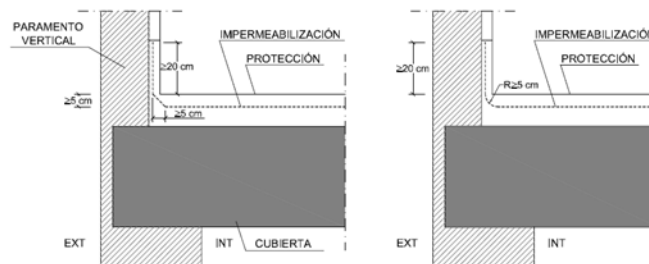 PARAMENTO
VERTICAL
IMPERMEABILIZACIÓN
PROTECCIÓN
≥20 cm
≥5 cm
≥5 cm
EXT
INT
CUBIERTA
IMPERMEABILIZACIÓN
PROTECCIÓN
≥20 cm
R≥5 cm
EXT
INT